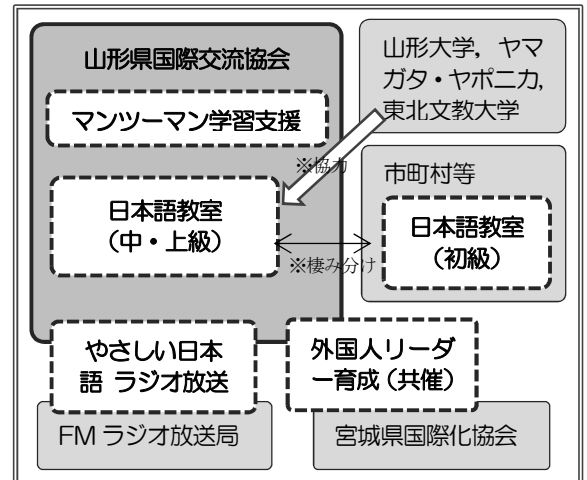 山形県国際交流協会
マンツーマン学習支援
日本語教室
（中・上級）
山形大学，ヤマ
ガタ・ヤポニカ，
東北文教大学
※協力
市町村等
日本語教室
（初級）
※棲み分け
やさしい日本
語 ラジオ放送
外国人リーダ
ー育成（共催）
FM ラジオ放送局
宮城県国際化協会